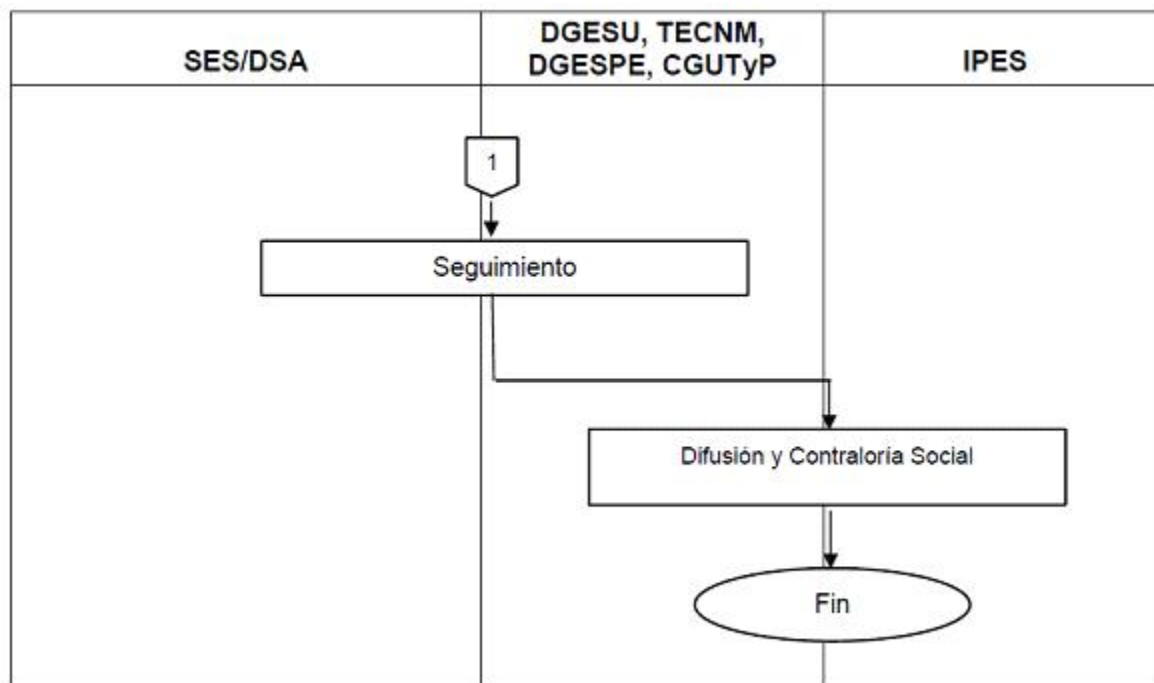 SES/DSA
DGESU, TECNM,
DGESPE, CGUTyP
IPES
1
Seguimiento
Difusión y Contraloría Social
Fin